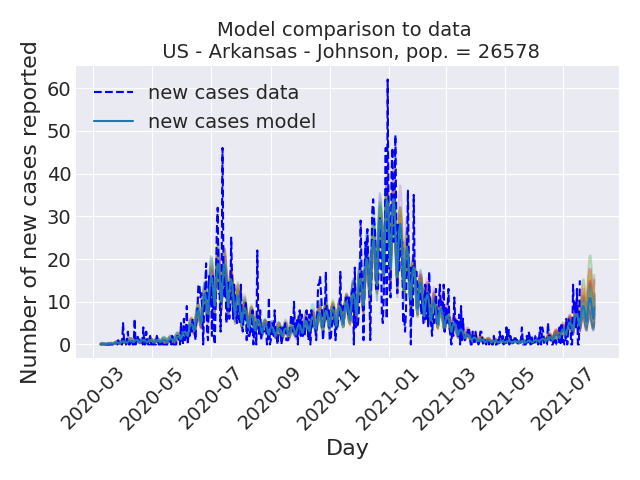 Model comparison to data
US - Arkansas - Johnson, pop. = 26578
Number of new cases reported
60
50
40
30
20
10
0
new cases data
new cases model
2020-03
2020-05
2020-07
2020-09
2020-11
2021-01
2021-03
2021-05
2021-07
Day